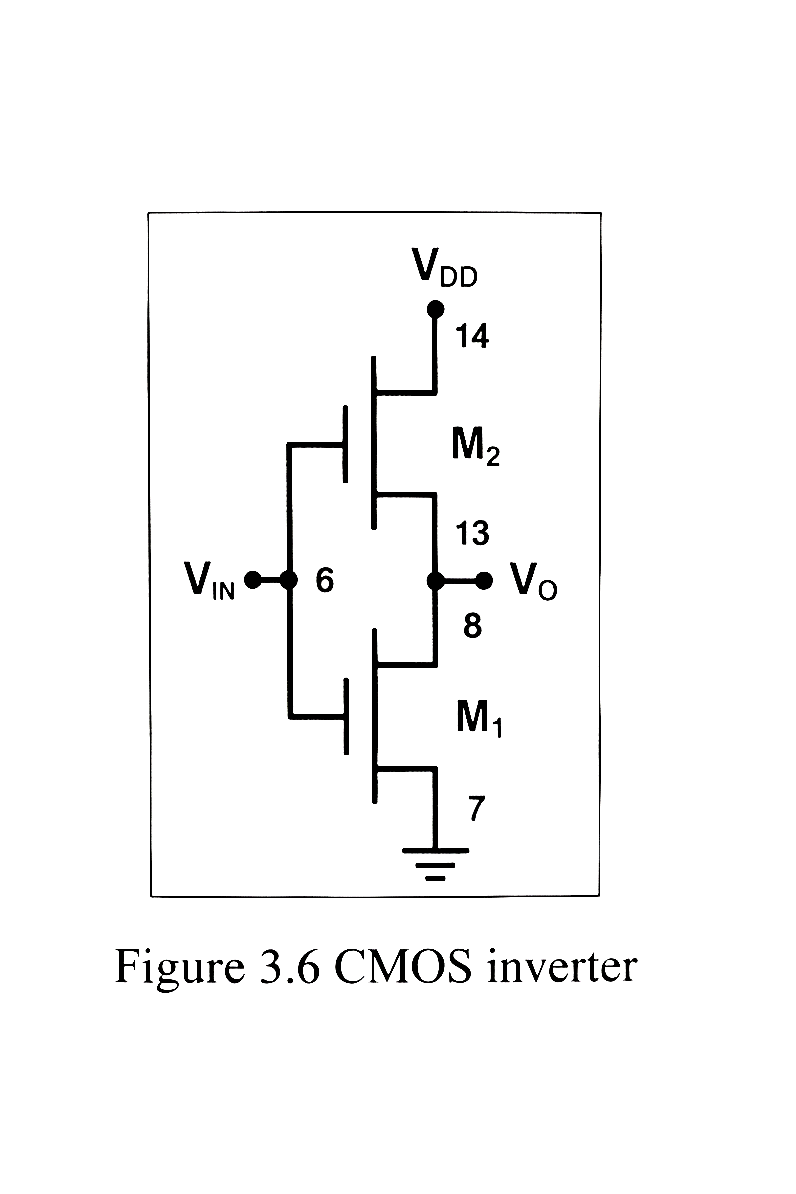 VDD
14
M2
13
VIN 6 VO
8
M1
7
Figure 3.6 CMOS inverter